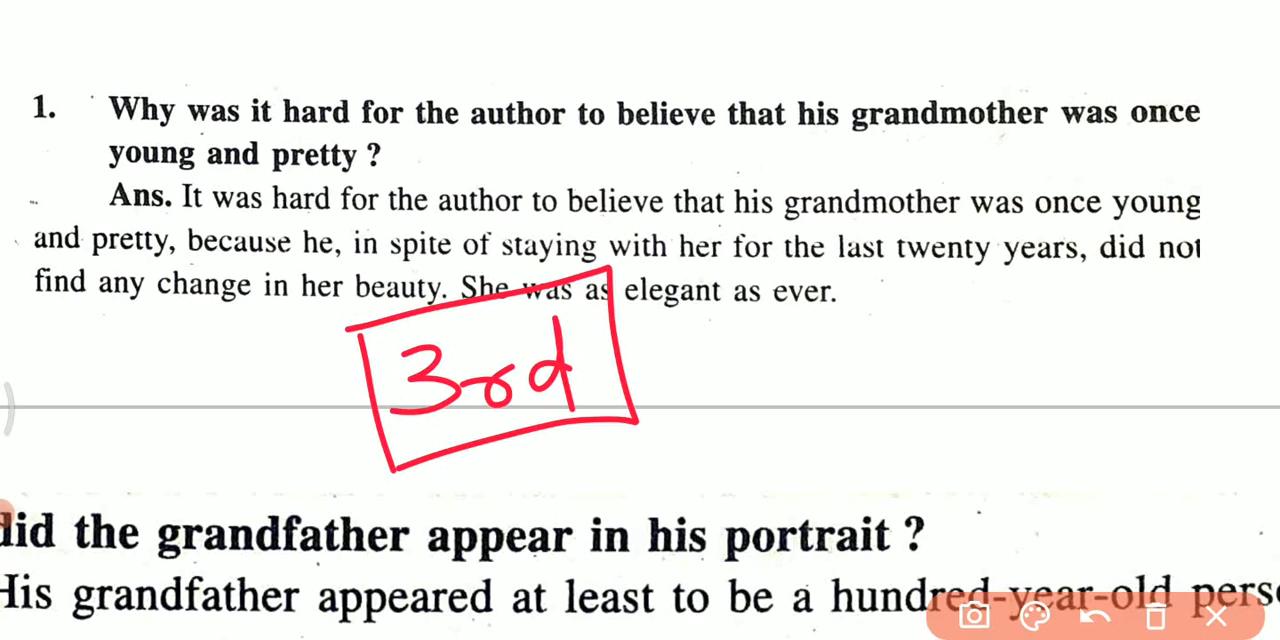 1. Why was it hard for the author to believe that his grandmother was once
young and pretty ?
Ans. It was hard for the author to believe that his grandmother was once young
and pretty, because he, in spite of staying with her for the last twenty years, did not
find any change in her beauty. She was as elegant as ever.
3rd
did the grandfather appear in his portrait ?
His grandfather appeared at least to be a hundred-year-old